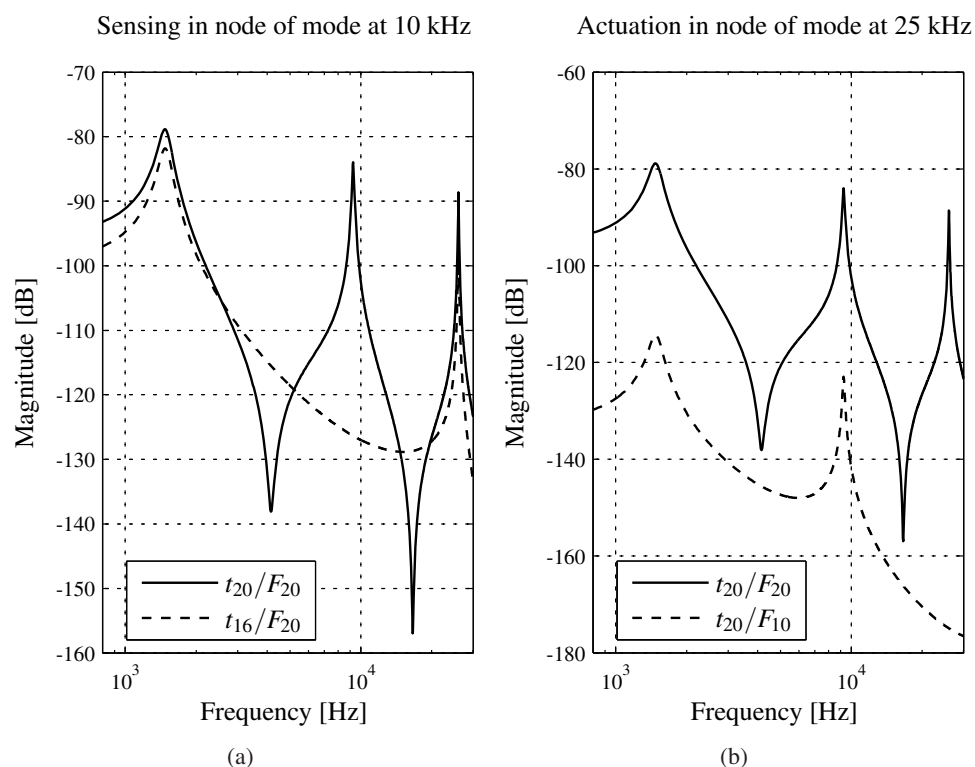 Sensing in node of mode at 10 kHz
-70
-80
-90
-100
-110
-120
-130
-140
-150
-160
Magnitude [dB]
t20/F20
t16/F20
10^3
10^4
Frequency [Hz]
(a)
Actuation in node of mode at 25 kHz
-60
-80
-100
-120
-140
-160
-180
Magnitude [dB]
t20/F20
t20/F10
10^3
10^4
Frequency [Hz]
(b)